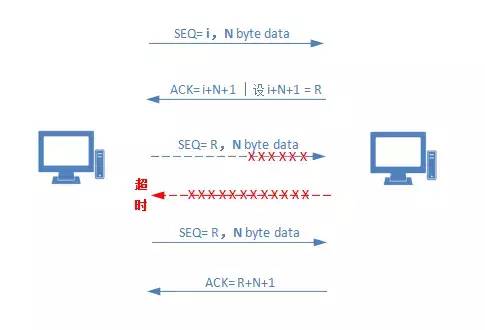 SEQ= i，N byte data
ACK= i+N+1 ｜设 i+N+1 = R
SEQ= R，N byte data
XXXXXX
XXXXXXXXXXXX
超
时
SEQ= R，N byte data
ACK= R+N+1